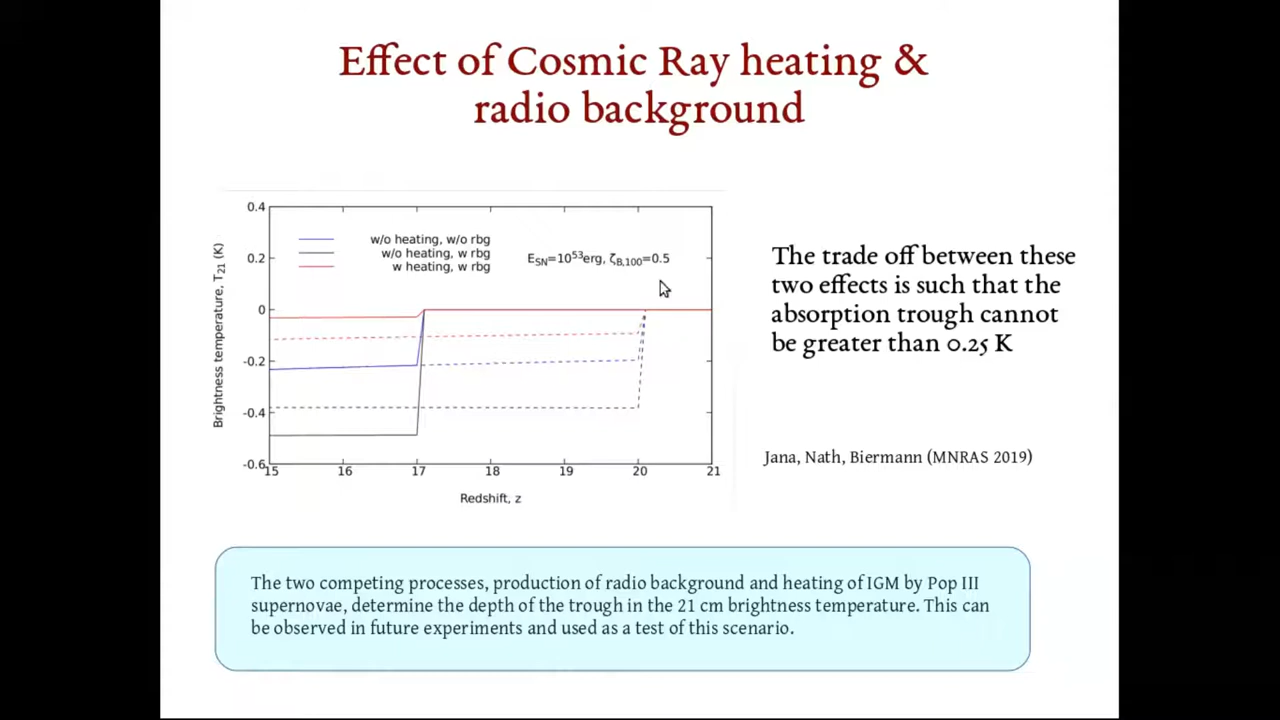 Effect of Cosmic Ray heating &
radio background
0.4
0.2
0
-0.2
-0.4
-0.6
Brightness temperature, T21 (K)
w/o heating, w/o rbg
w/o heating, w rbg
w heating, w rbg
ESN=10^53erg, ζB,100=0.5
15 16 17 18 19 20 21
Redshift, z
The trade off between these
two effects is such that the
absorption trough cannot
be greater than 0.25 K
Jana, Nath, Biermann (MNRAS 2019)
The two competing processes, production of radio background and heating of IGM by Pop III
supernovae, determine the depth of the trough in the 21 cm brightness temperature. This can
be observed in future experiments and used as a test of this scenario.